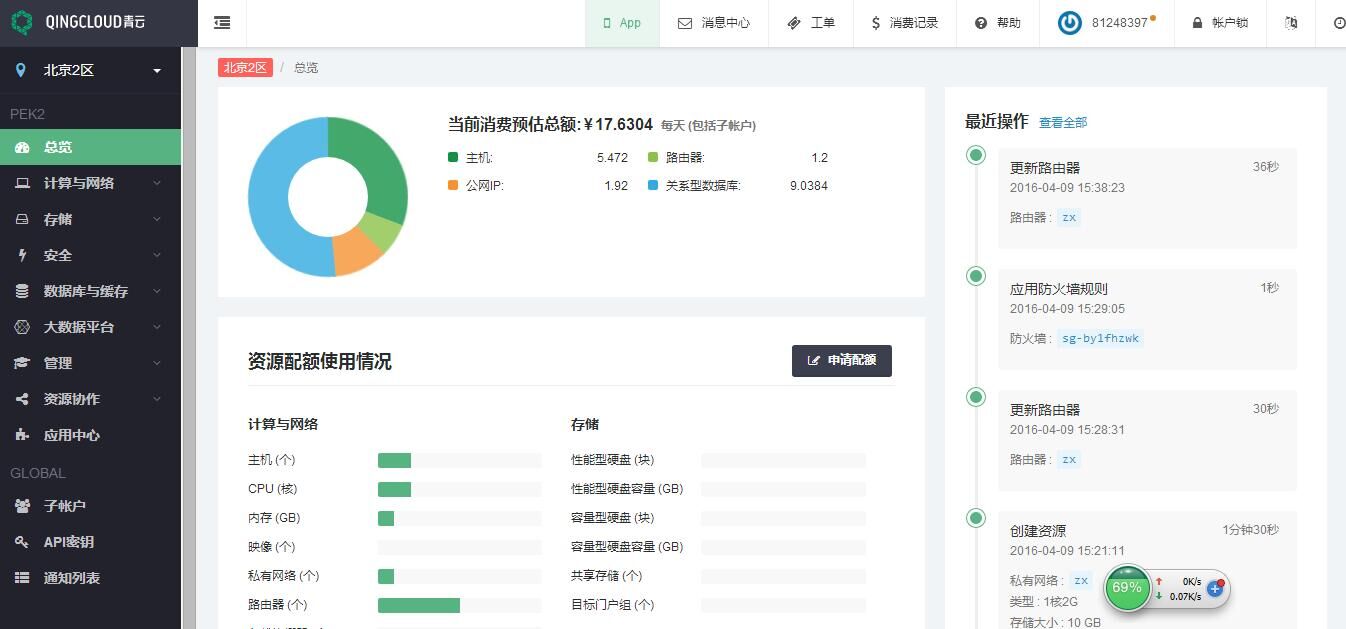 QINGCLOUD青云
App
消息中心
工单
消费记录
帮助
81248397
帐户锁
北京2区
PEK2
总览
计算与网络
存储
安全
数据库与缓存
大数据平台
管理
资源协作
应用中心
GLOBAL
子帐户
API密钥
通知列表
北京2区 / 总览
当前消费预估总额:¥17.6304 每天 (包括子帐户)
主机: 5.472 路由器: 1.2
公网IP: 1.92 关系型数据库: 9.0384
资源配额使用情况
申请配额
计算与网络
主机 (个)
CPU (核)
内存 (GB)
映像 (个)
私有网络 (个)
路由器 (个)
存储
性能型硬盘 (块)
性能型硬盘容量 (GB)
容量型硬盘 (块)
容量型硬盘容量 (GB)
共享存储 (个)
目标门户组 (个)
最近操作 查看全部
更新路由器 36秒
2016-04-09 15:38:23
路由器 : zx
应用防火墙规则 1秒
2016-04-09 15:29:05
防火墙 : sg-by1fhzwk
更新路由器 30秒
2016-04-09 15:28:31
路由器 : zx
创建资源 1分钟30秒
2016-04-09 15:21:11
私有网络 : zx
类型 : 1核2G
存储大小 : 10 GB
69%
0K/s
0.07K/s